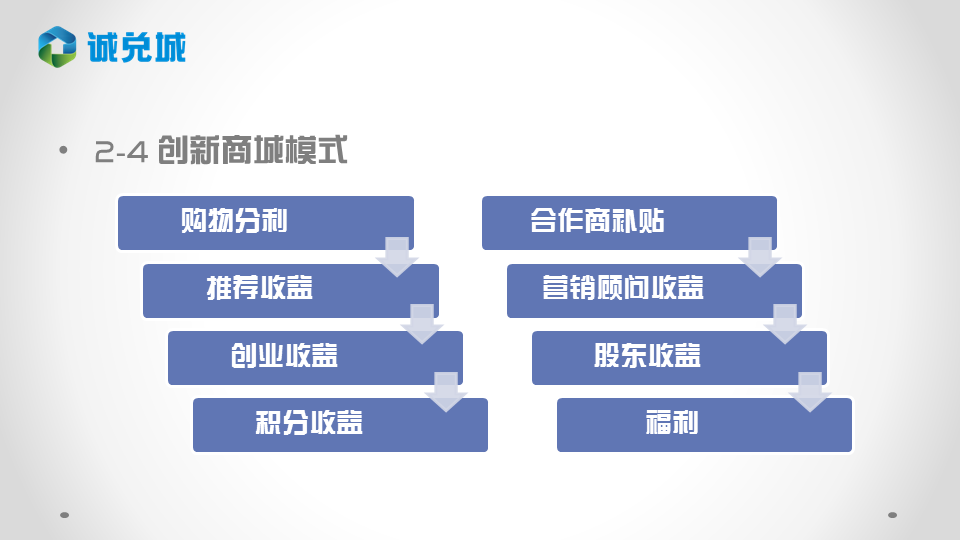 诚兑城
• 2-4 创新商城模式
购物分利
推荐收益
创业收益
积分收益
合作商补贴
营销顾问收益
股东收益
福利